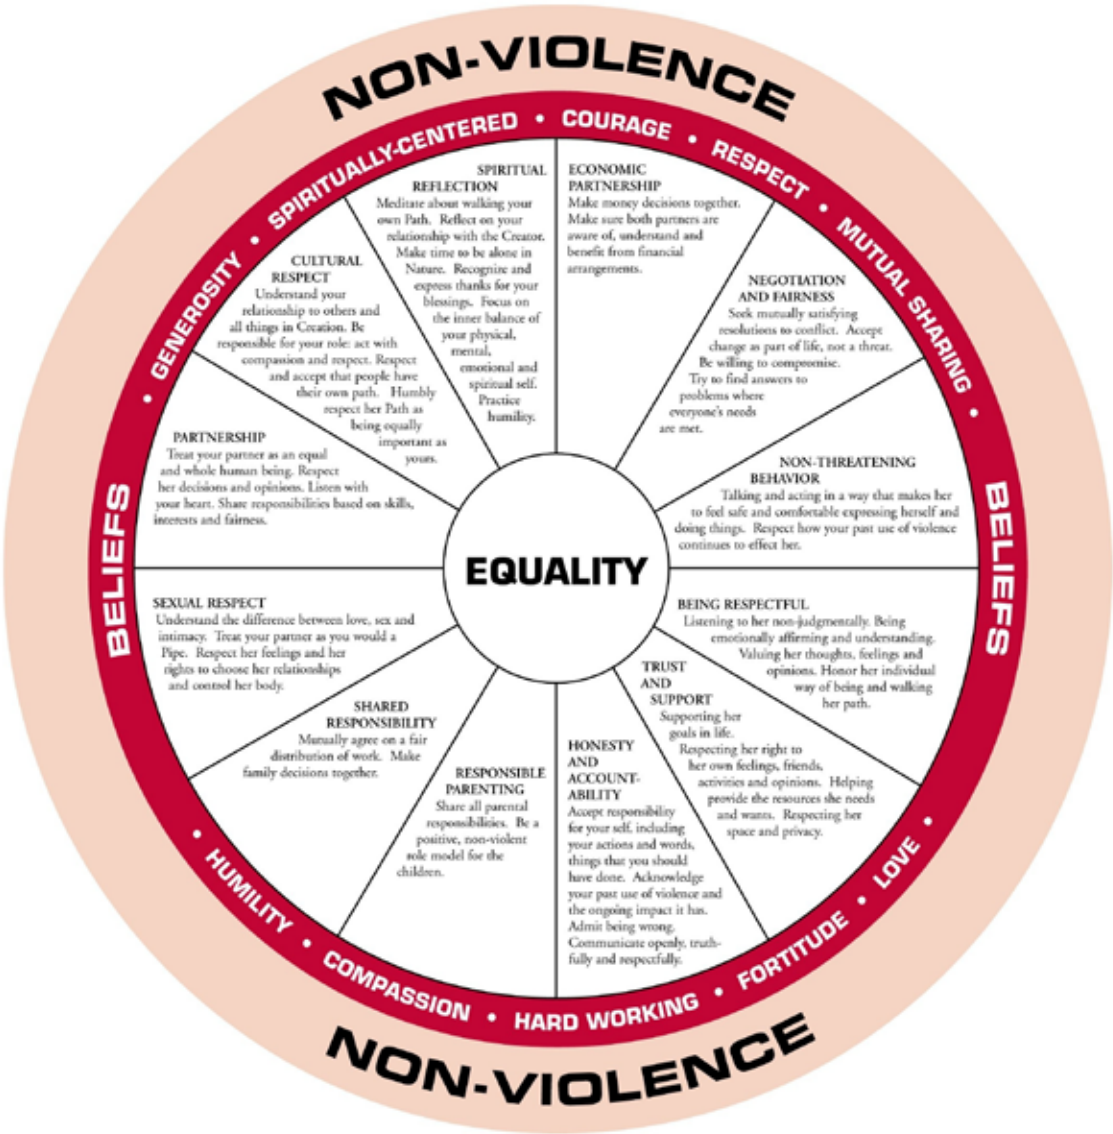 NON-VIOLENCE
GENEROSITY • SPIRITUALLY-CENTERED • COURAGE • RESPECT • MUTUAL SHARING
BELIEFS
BELIEFS
SPIRITUAL
REFLECTION
Meditate about walking your
own Path. Reflect on your
relationship with the Creator.
Make time to be alone in
Nature. Recognize and
express thanks for your
blessings. Focus on
the inner balance of
your physical,
mental,
emotional and
spiritual self.
Practice
humility.
ECONOMIC
PARTNERSHIP
Make money decisions together.
Make sure both partners are
aware of, understand and
benefit from financial
arrangements.
NEGOTIATION
AND FAIRNESS
Seek mutually satisfying
resolutions to conflict. Accept
change as part of life, not a threat.
Be willing to compromise.
Try to find answers to
problems where
everyone's needs
are met.
NON-THREATENING
BEHAVIOR
Talking and acting in a way that makes her
to feel safe and comfortable expressing herself and
doing things. Respect how your past use of violence
continues to effect her.
BEING RESPECTFUL
Listening to her non-judgmentally. Being
emotionally affirming and understanding.
Valuing her thoughts, feelings and
opinions. Honor her individual
way of being and walking
her path.
TRUST
AND
SUPPORT
Supporting her
goals in life.
Respecting her right to
her own feelings, friends,
activities and opinions. Helping
provide the resources she needs
and wants. Respecting her
space and privacy.
HONESTY
AND
ACCOUNT-
ABILITY
Accept responsibility
for your self, including
your actions and words,
things that you should
have done. Acknowledge
your past use of violence and
the ongoing impact it has.
Admit being wrong.
Communicate openly, truth-
fully and respectfully.
RESPONSIBLE
PARENTING
Share all parental
responsibilities. Be a
positive, non-violent
role model for the
children.
SHARED
RESPONSIBILITY
Mutually agree on a fair
distribution of work. Make
family decisions together.
SEXUAL RESPECT
Understand the difference between love, sex and
intimacy. Treat your partner as you would a
Pipe. Respect her feelings and her
rights to choose her relationships
and control her body.
PARTNERSHIP
Treat your partner as an equal
and whole human being. Respect
her decisions and opinions. Listen with
your heart. Share responsibilities based on skills,
interests and fairness.
CULTURAL
RESPECT
Understand your
relationship to others and
all things in Creation. Be
responsible for your role: act with
compassion and respect. Respect
and accept that people have
their own path. Humbly
respect her Path as
being equally
important as
yours.
EQUALITY
HUMILITY • COMPASSION • HARD WORKING • FORTITUDE • LOVE
NON-VIOLENCE